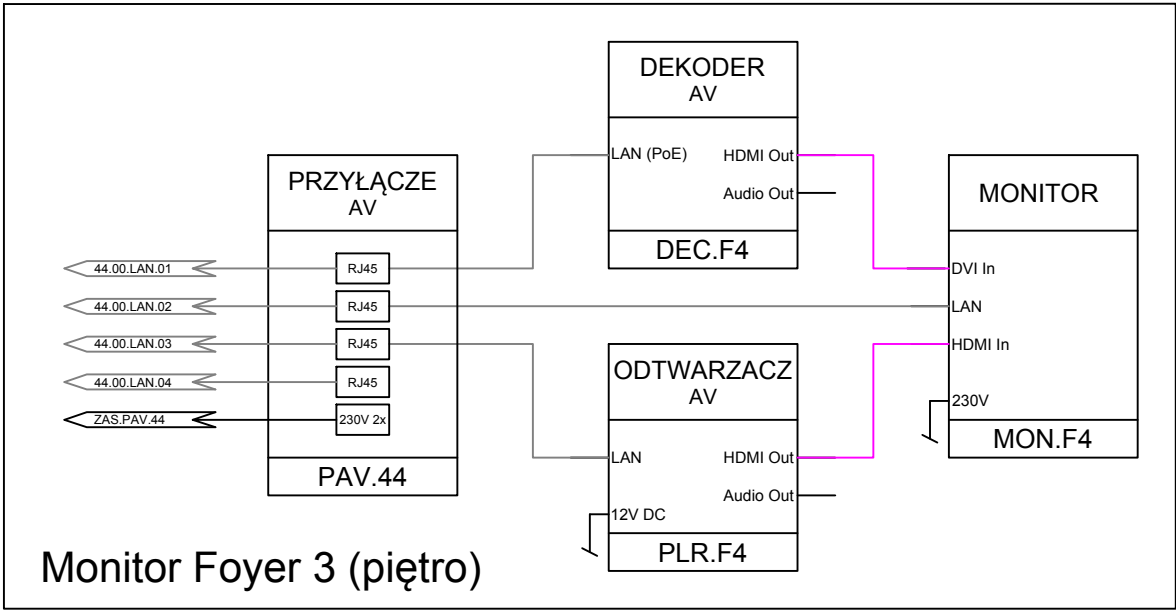 DEKODER
AV
LAN (PoE)
HDMI Out
Audio Out
DEC.F4
PRZYŁĄCZE
AV
44.00.LAN.01
RJ45
44.00.LAN.02
RJ45
44.00.LAN.03
RJ45
44.00.LAN.04
RJ45
ZAS.PAV.44
230V 2x
PAV.44
MONITOR
DVI In
LAN
HDMI In
230V
MON.F4
ODTWARZACZ
AV
LAN
HDMI Out
Audio Out
12V DC
PLR.F4
Monitor Foyer 3 (piętro)